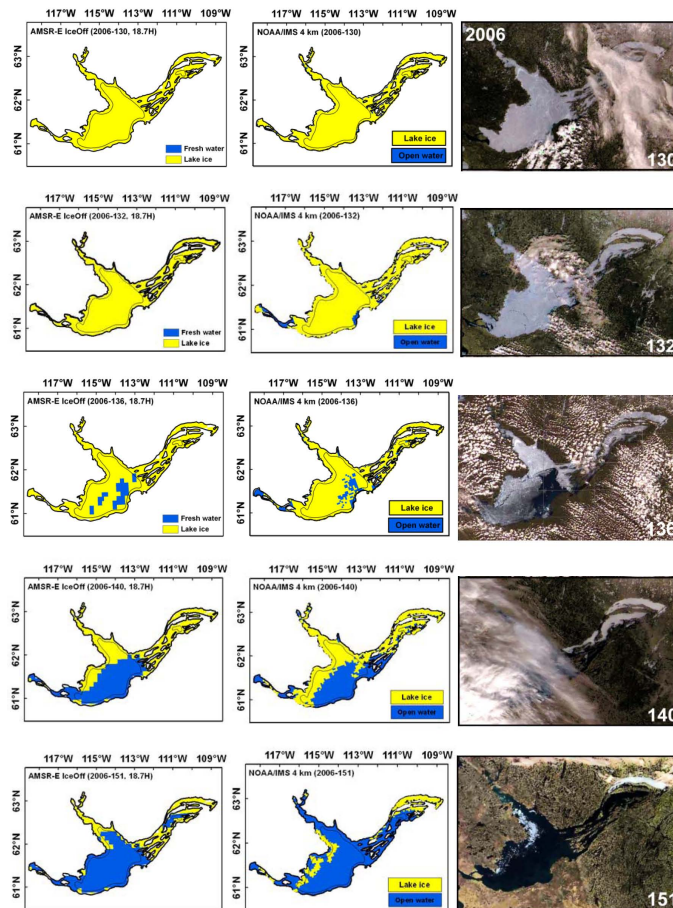 117°W 115°W 113°W 111°W 109°W
AMSR-E IceOff (2006-130, 18.7H)
63°N
62°N
61°N
Fresh water
Lake ice
117°W 115°W 113°W 111°W 109°W
NOAA/IMS 4 km (2006-130)
Lake ice
Open water
2006
130
117°W 115°W 113°W 111°W 109°W
AMSR-E IceOff (2006-132, 18.7H)
63°N
62°N
61°N
Fresh water
Lake ice
117°W 115°W 113°W 111°W 109°W
NOAA/IMS 4 km (2006-132)
63°N
62°N
61°N
Lake ice
Open water
132
117°W 115°W 113°W 111°W 109°W
AMSR-E IceOff (2006-136, 18.7H)
63°N
62°N
61°N
Fresh water
Lake ice
117°W 115°W 113°W 111°W 109°W
NOAA/IMS 4 km (2006-136)
63°N
62°N
61°N
Lake ice
Open water
136
117°W 115°W 113°W 111°W 109°W
AMSR-E IceOff (2006-140, 18.7H)
63°N
62°N
61°N
117°W 115°W 113°W 111°W 109°W
NOAA/IMS 4 km (2006-140)
63°N
62°N
61°N
Lake ice
Open water
140
117°W 115°W 113°W 111°W 109°W
AMSR-E IceOff (2006-151, 18.7H)
63°N
62°N
61°N
117°W 115°W 113°W 111°W 109°W
NOAA/IMS 4 km (2006-151)
63°N
62°N
61°N
Lake ice
Open water
151